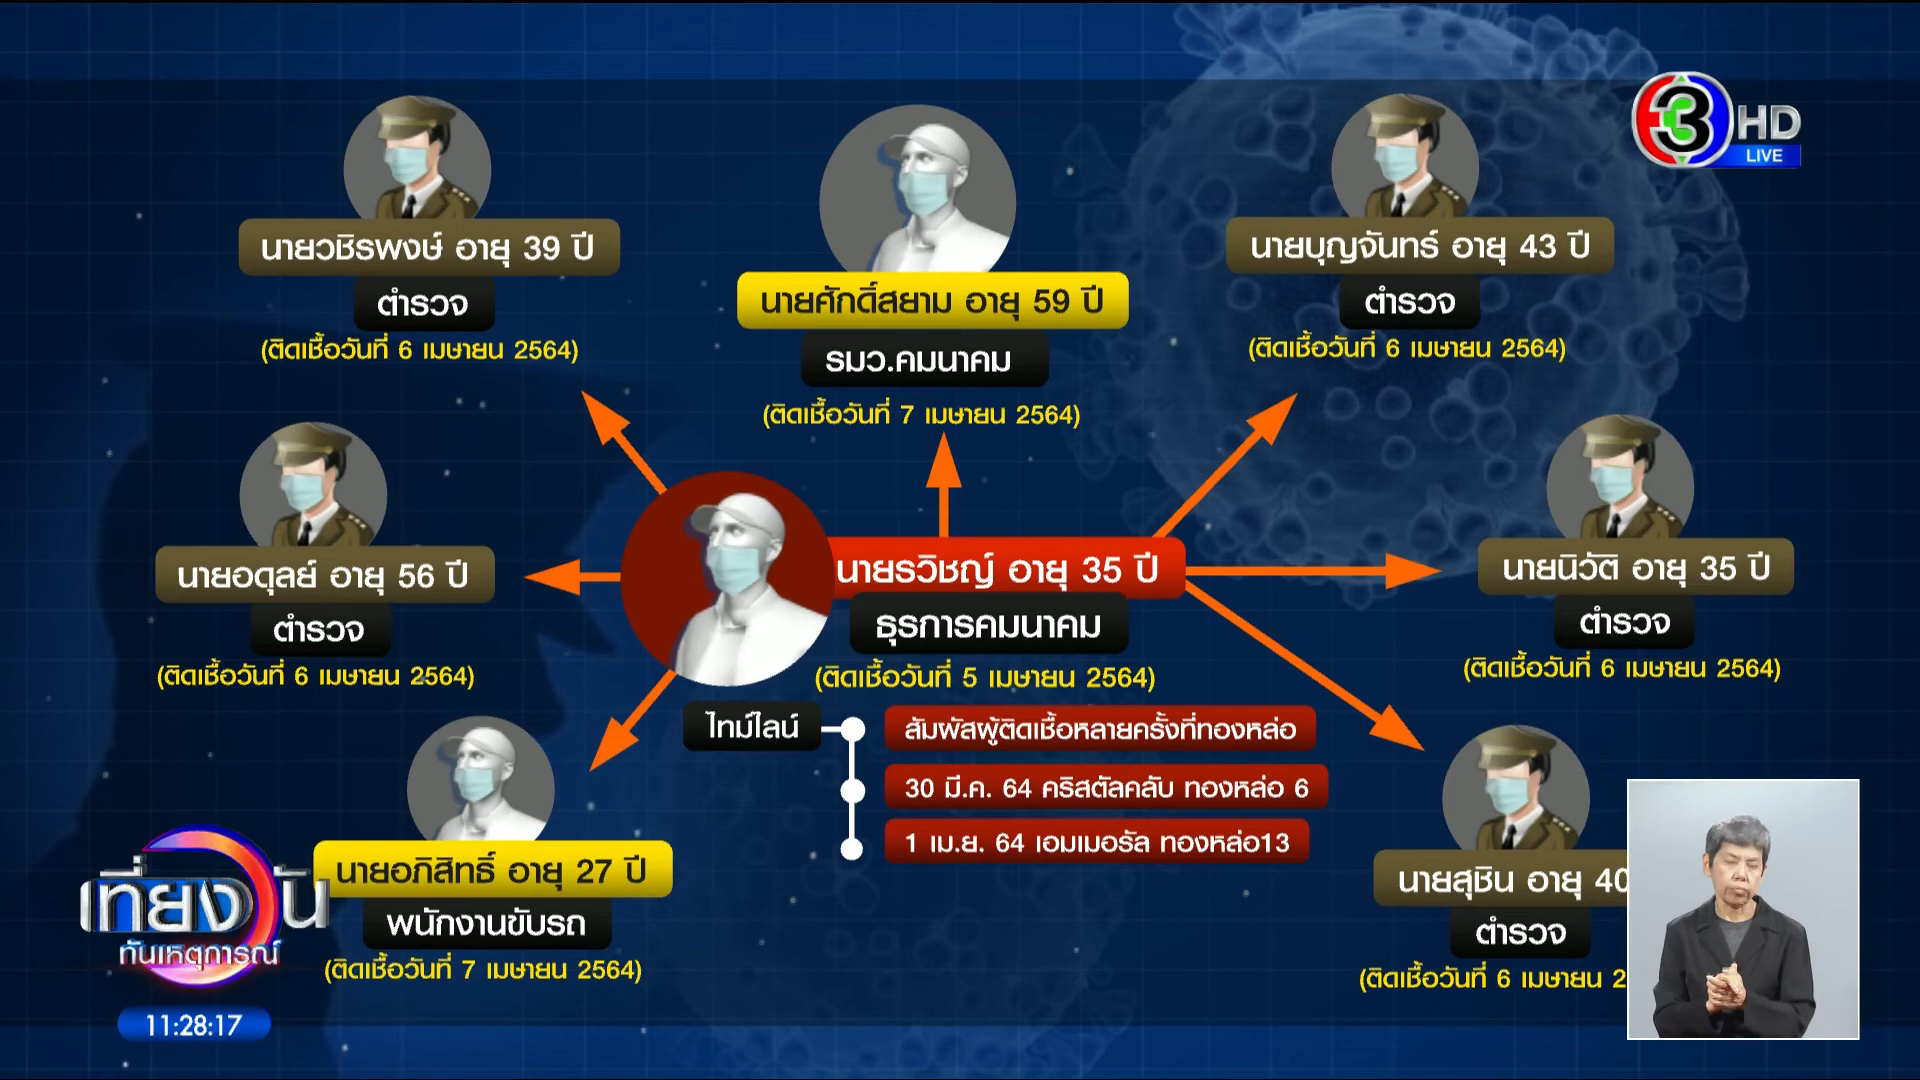 3 HD
LIVE
นายวชิรพงษ์ อายุ 39 ปี
ตำรวจ
(ติดเชื้อวันที่ 6 เมษายน 2564)
นายศักดิ์สยาม อายุ 59 ปี
รมว.คมนาคม
(ติดเชื้อวันที่ 7 เมษายน 2564)
นายบุญจันทร์ อายุ 43 ปี
ตำรวจ
(ติดเชื้อวันที่ 6 เมษายน 2564)
นายอดุลย์ อายุ 56 ปี
ตำรวจ
(ติดเชื้อวันที่ 6 เมษายน 2564)
นายรวิชญ์ อายุ 35 ปี
ธุรการคมนาคม
(ติดเชื้อวันที่ 5 เมษายน 2564)
นายนิวัติ อายุ 35 ปี
ตำรวจ
(ติดเชื้อวันที่ 6 เมษายน 2564)
ไทม์ไลน์
สัมผัสผู้ติดเชื้อหลายครั้งที่ทองหล่อ
30 มี.ค. 64 คริสตัลคลับ ทองหล่อ 6
1 เม.ย. 64 เอมเมอรัล ทองหล่อ13
นายอภิสิทธิ์ อายุ 27 ปี
พนักงานขับรถ
(ติดเชื้อวันที่ 7 เมษายน 2564)
นายสุชิน อายุ 40
ตำรวจ
(ติดเชื้อวันที่ 6 เมษายน 2
เที่ยงวัน
ทันเหตุการณ์
11:28:17